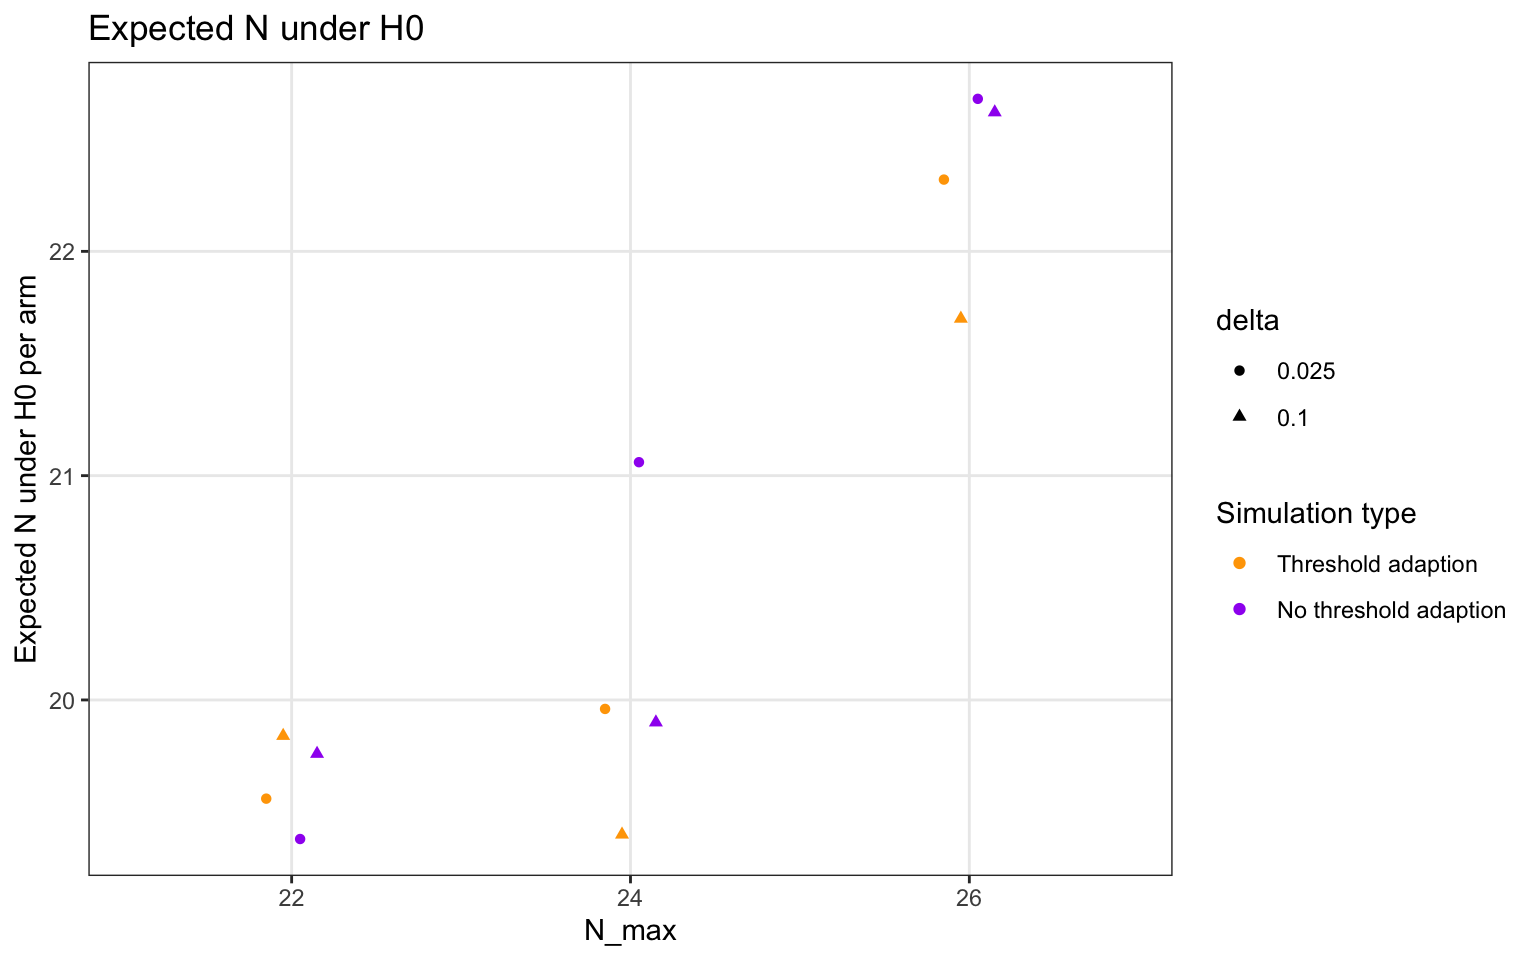 Expected N under H0
Expected N under H0 per arm
22
21
20
22
24
26
N_max
delta
0.025
0.1
Simulation type
Threshold adaption
No threshold adaption